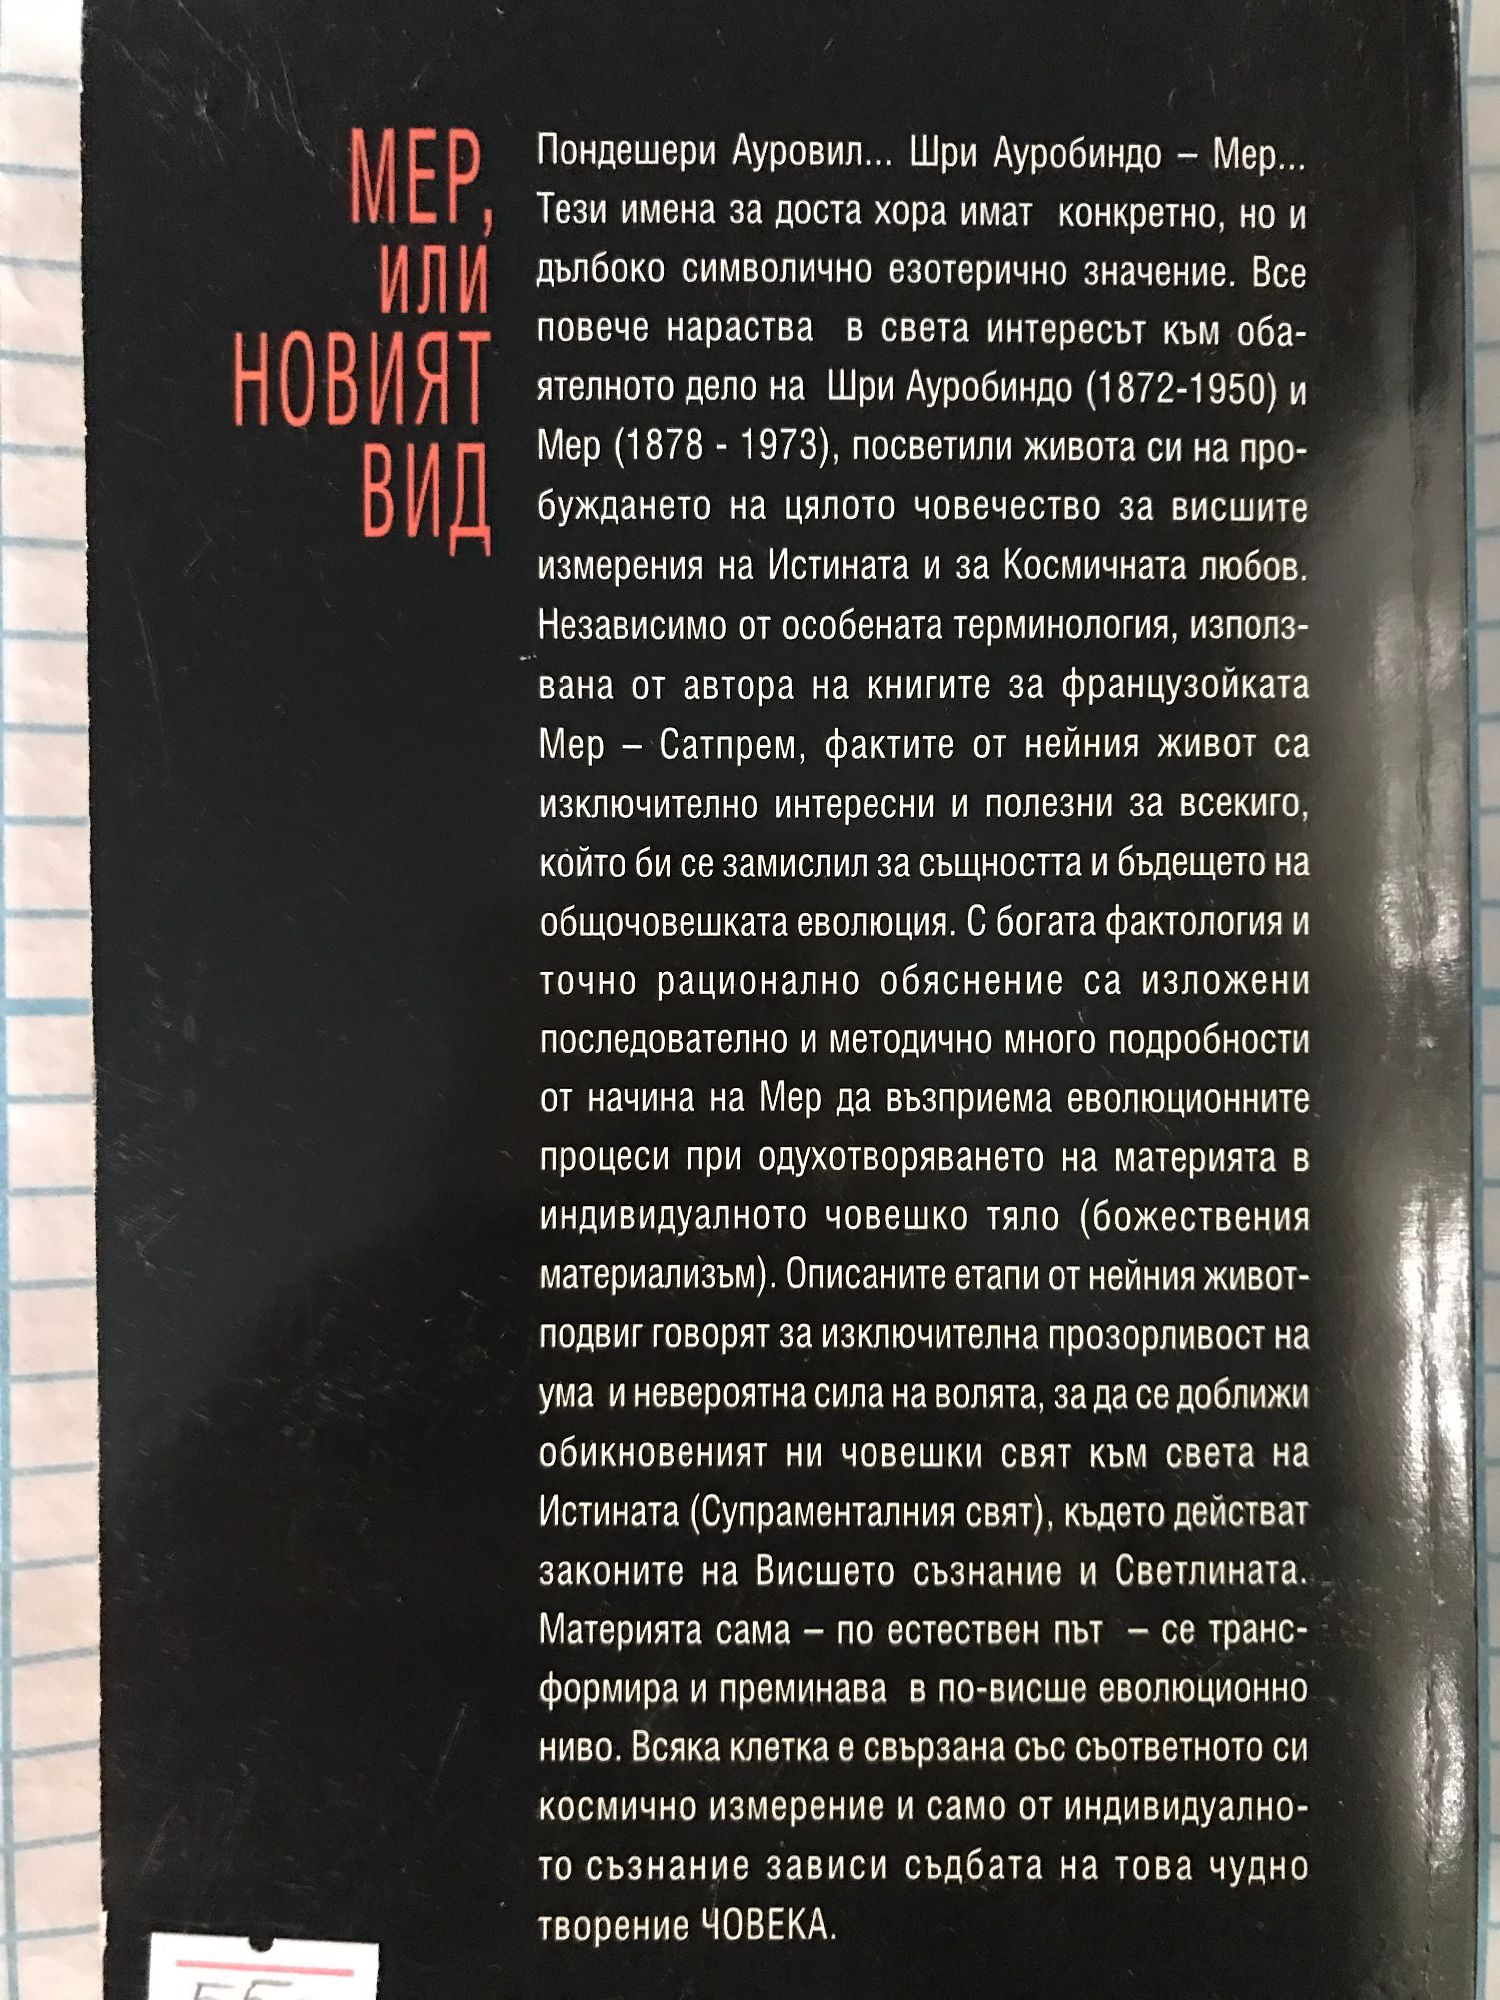 МЕР,
ИЛИ
НОВИЯТ
ВИД
Пондешери Ауровил... Шри Ауробиндо – Мер...
Тези имена за доста хора имат конкретно, но и
дълбоко символично езотерично значение. Все
повече нараства в света интересът към оба-
ятелното дело на Шри Ауробиндо (1872-1950) и
Мер (1878 - 1973), посветили живота си на про-
буждането на цялото човечество за висшите
измерения на Истината и за Космичната любов.
Независимо от особената терминология, използ-
вана от автора на книгите за французойката
Мер – Сатпрем, фактите от нейния живот са
изключително интересни и полезни за всекиго,
който би се замислил за същността и бъдещето на
общочовешката еволюция. С богата фактология и
точно рационално обяснение са изложени
последователно и методично много подробности
от начина на Мер да възприема еволюционните
процеси при одухотворяването на материята в
индивидуалното човешко тяло (божествения
материализъм). Описаните етапи от нейния живот-
подвиг говорят за изключителна прозорливост на
ума и невероятна сила на волята, за да се доближи
обикновеният ни човешки свят към света на
Истината (Супраменталния свят), където действат
законите на Висшето съзнание и Светлината.
Материята сама – по естествен път – се транс-
формира и преминава в по-висше еволюционно
ниво. Всяка клетка е свързана със съответното си
космично измерение и само от индивидуално-
то съзнание зависи съдбата на това чудно
творение ЧОВЕКА.